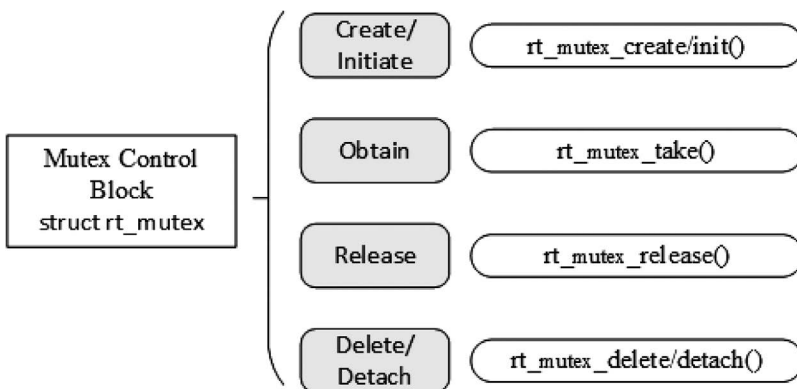 Mutex Control
Block
struct rt_mutex
Create/
Initiate
rt_mutex_create/init()
Obtain
rt_mutex_take()
Release
rt_mutex_release()
Delete/
Detach
rt_mutex_delete/detach()